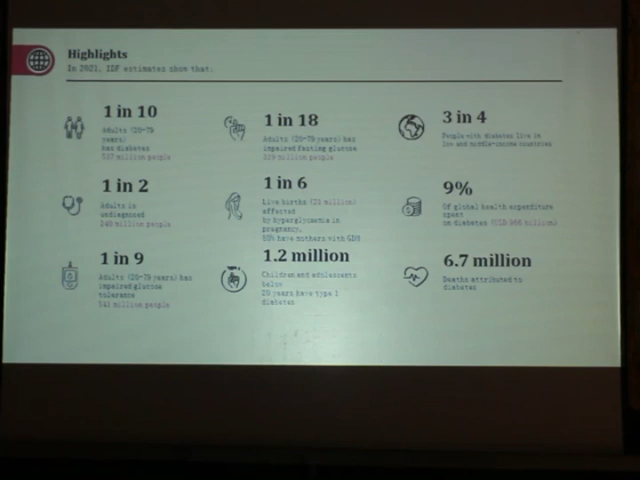 Highlights
In 2021, IDF estimates show that:
1 in 10
Adults (20-79
years)
has diabetes
537 million people
1 in 18
Adults (20-79 years) has
impaired fasting glucose
319 million people
3 in 4
People with diabetes live in
low and middle-income countries
1 in 2
Adults is
undiagnosed
240 million people
1 in 6
Live births (21 million)
affected
by hyperglycemia in
pregnancy,
80% have mothers with GDM
9%
Of global health expenditure
spent
on diabetes (USD 966 billion)
1 in 9
Adults (20-79 years) has
impaired glucose
tolerance
541 million people
1.2 million
Children and adolescents
below
20 years have type 1
diabetes
6.7 million
Deaths attributed to
diabetes